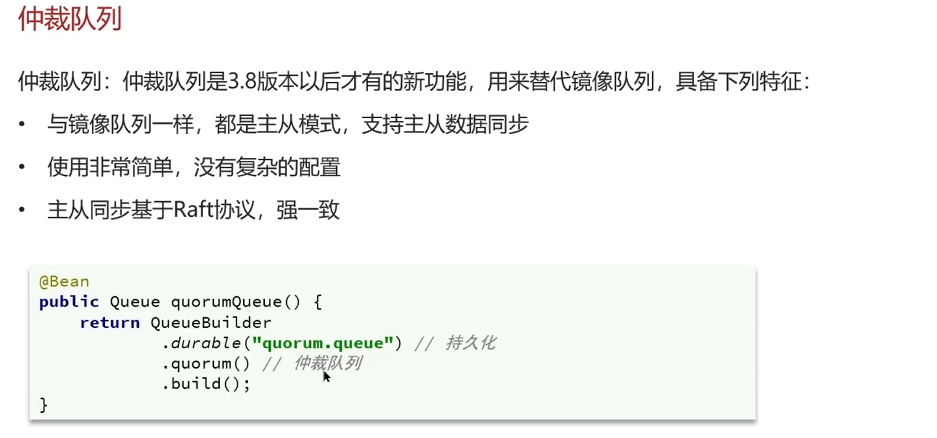 仲裁队列
仲裁队列：仲裁队列是3.8版本以后才有的新功能，用来替代镜像队列，具备下列特征：
• 与镜像队列一样，都是主从模式，支持主从数据同步
• 使用非常简单，没有复杂的配置
• 主从同步基于Raft协议，强一致
@Bean
public Queue quorumQueue() {
    return QueueBuilder
            .durable("quorum.queue") // 持久化
            .quorum() // 仲裁队列
            .build();
}